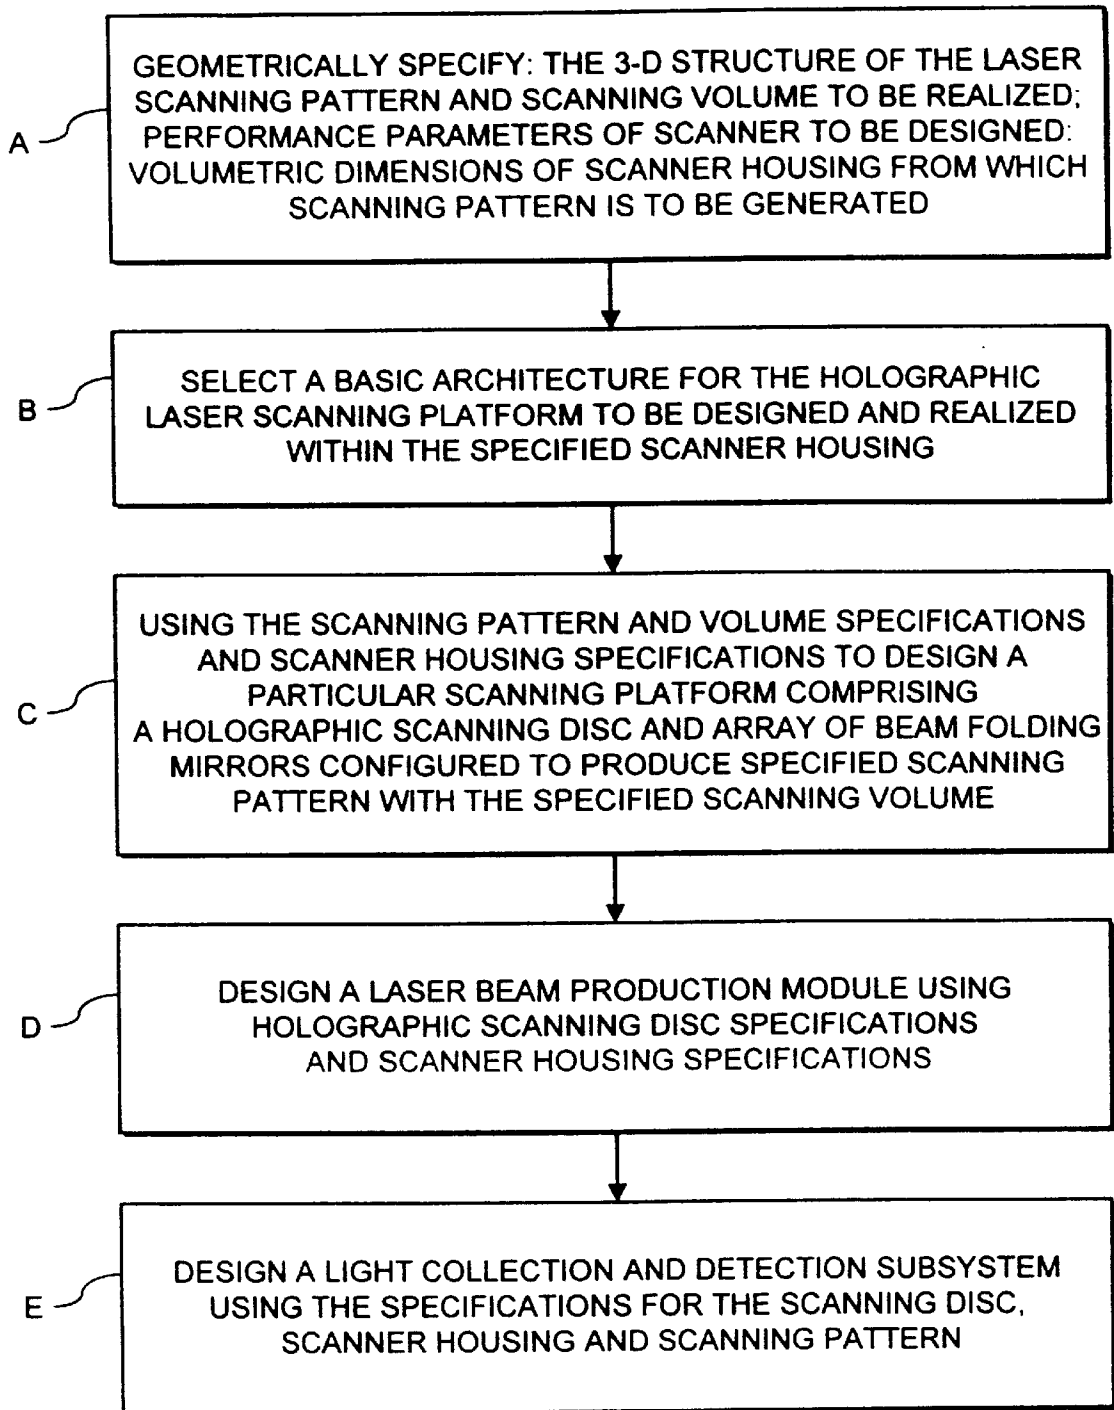 A
GEOMETRICALLY SPECIFY: THE 3-D STRUCTURE OF THE LASER
SCANNING PATTERN AND SCANNING VOLUME TO BE REALIZED;
PERFORMANCE PARAMETERS OF SCANNER TO BE DESIGNED:
VOLUMETRIC DIMENSIONS OF SCANNER HOUSING FROM WHICH
SCANNING PATTERN IS TO BE GENERATED
B
SELECT A BASIC ARCHITECTURE FOR THE HOLOGRAPHIC
LASER SCANNING PLATFORM TO BE DESIGNED AND REALIZED
WITHIN THE SPECIFIED SCANNER HOUSING
C
USING THE SCANNING PATTERN AND VOLUME SPECIFICATIONS
AND SCANNER HOUSING SPECIFICATIONS TO DESIGN A
PARTICULAR SCANNING PLATFORM COMPRISING
A HOLOGRAPHIC SCANNING DISC AND ARRAY OF BEAM FOLDING
MIRRORS CONFIGURED TO PRODUCE SPECIFIED SCANNING
PATTERN WITH THE SPECIFIED SCANNING VOLUME
D
DESIGN A LASER BEAM PRODUCTION MODULE USING
HOLOGRAPHIC SCANNING DISC SPECIFICATIONS
AND SCANNER HOUSING SPECIFICATIONS
E
DESIGN A LIGHT COLLECTION AND DETECTION SUBSYSTEM
USING THE SPECIFICATIONS FOR THE SCANNING DISC,
SCANNER HOUSING AND SCANNING PATTERN